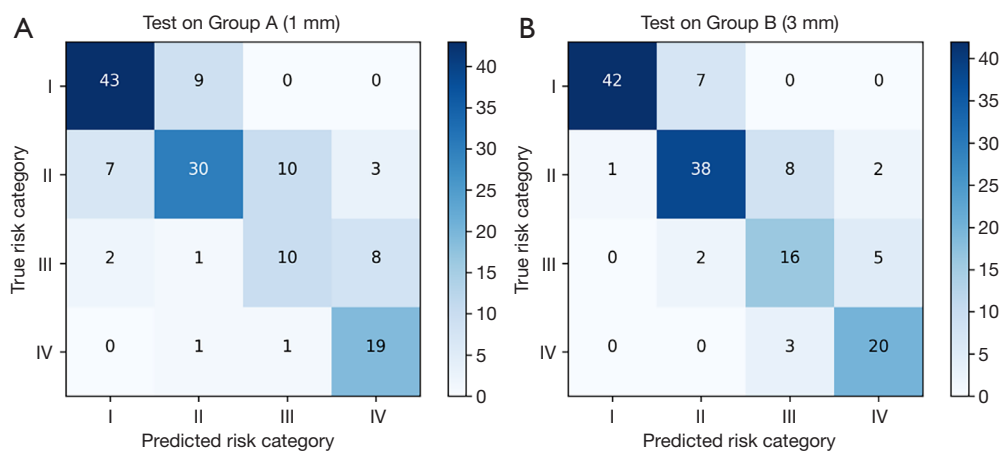 A
Test on Group A (1 mm)
I 43 9 0 0
II 7 30 10 3
III 2 1 10 8
IV 0 1 1 19
I II III IV
True risk category
Predicted risk category
40
35
30
25
20
15
10
5
0
B
Test on Group B (3 mm)
I 42 7 0 0
II 1 38 8 2
III 0 2 16 5
IV 0 0 3 20
I II III IV
True risk category
Predicted risk category
40
35
30
25
20
15
10
5
0